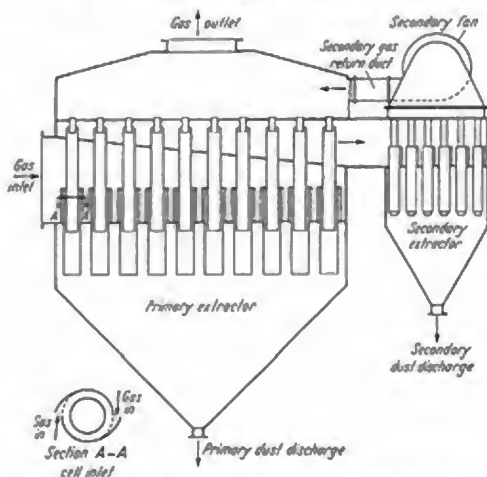 Gas outlet
Secondary fan
Secondary gas
return duct
Gas
inlet
A A
Secondary
extractor
Primary extractor
Secondary
dust discharge
Gas
in
Gas
in
Section A-A
cell inlet
Primary dust discharge